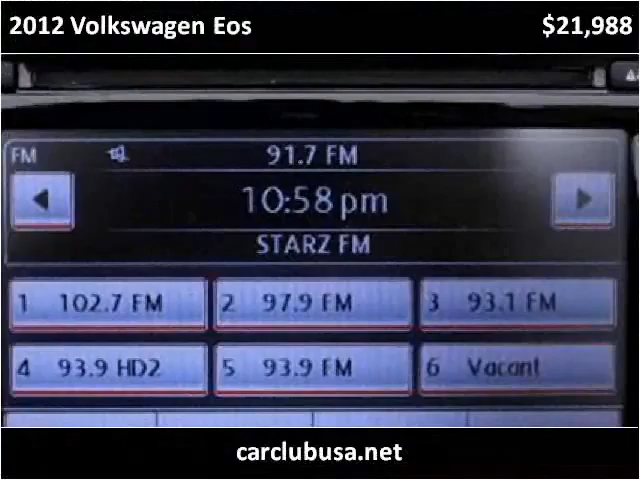 2012 Volkswagen Eos $21,988
FM 91.7 FM
10:58 pm
STARZ FM
1 102.7 FM 2 97.9 FM 3 93.1 FM
4 93.9 HD2 5 93.9 FM 6 Vacant
carclubusa.net